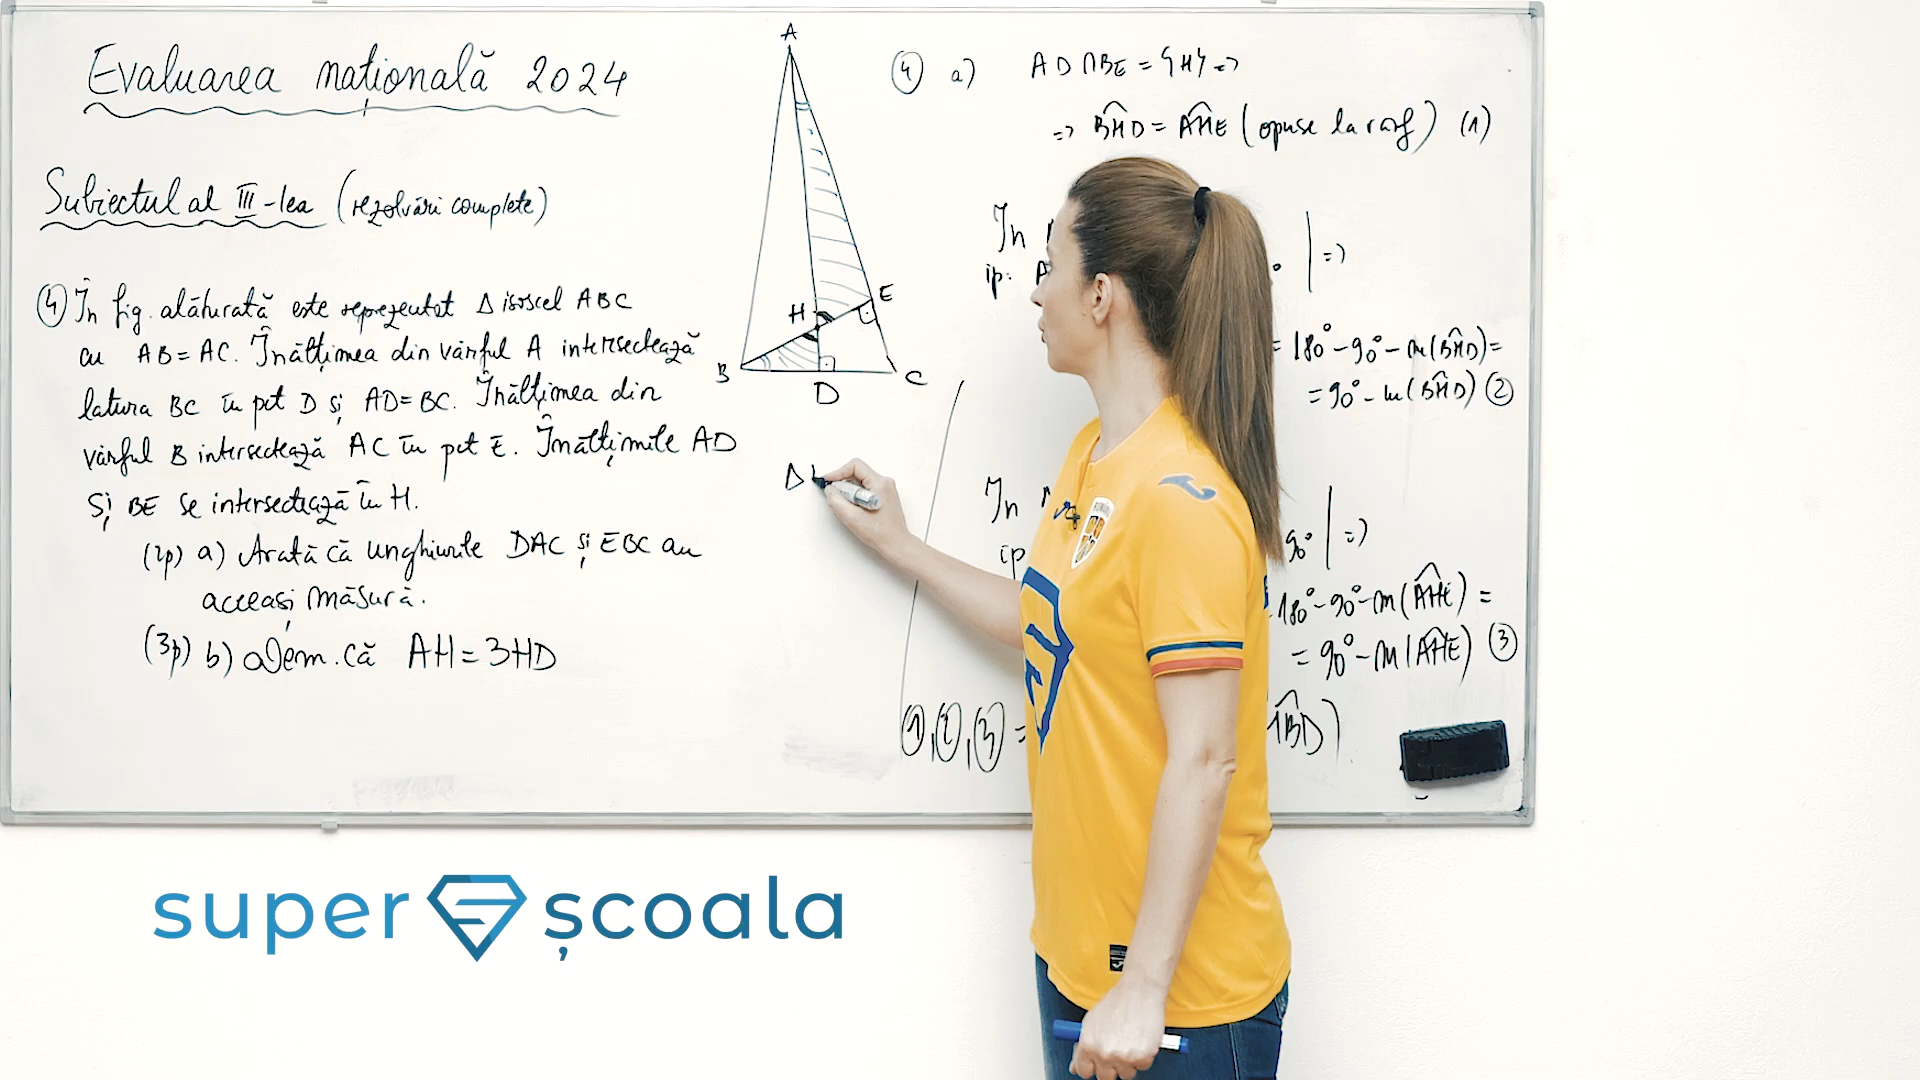 Evaluarea națională 2024
Subiectul al III-lea (rezolvări complete)
④ În fig. alăturată este reprezentat Δ isoscel ABC
cu AB = AC. Înălțimea din vârful A intersectează
latura BC în pct D și AD = BC. Înălțimea din
vârful B intersectează AC în pct E. Înălțimile AD
și BE se intersectează în H.
(2p) a) Arată că unghiurile DAC și EBC au
aceeași măsură.
(3p) b) Dem. că AH = 3HD
A
H
E
B
D
C
Δ
④ a) AD∩BE = {H} =>
=> BHD = AHE (opuse la vârf) (1)
În
ip: A
° | =>
= 180° - 90° - m(BHD) =
= 90° - m(BHD) ②
În
ip
90° | =>
180° - 90° - m(AHE) =
= 90° - m(AHE) ③
①, ②, ③ =
BD)
super școala